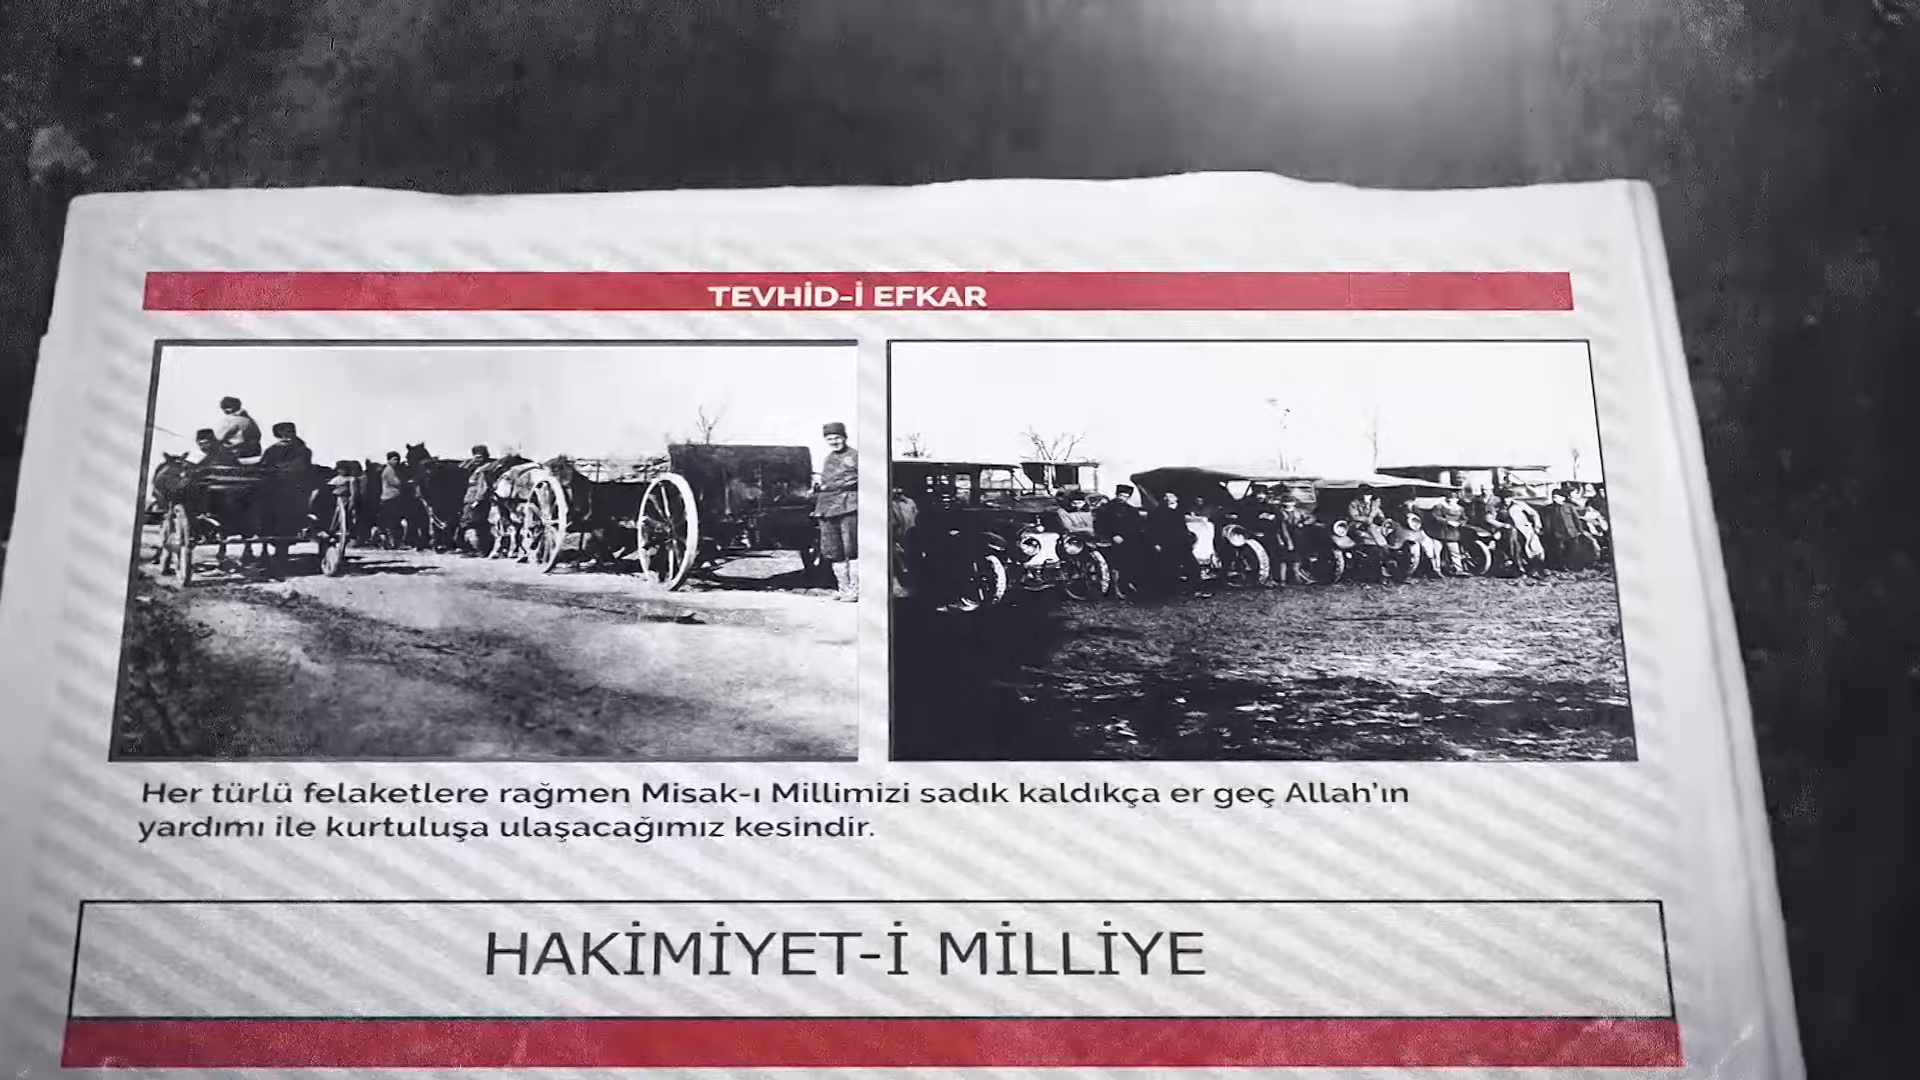 TEVHİD-İ EFKAR
Her türlü felaketlere rağmen Misak-ı Millimizi sadık kaldıkça er geç Allah'ın
yardımı ile kurtuluşa ulaşacağımız kesindir.
HAKİMİYET-İ MİLLİYE